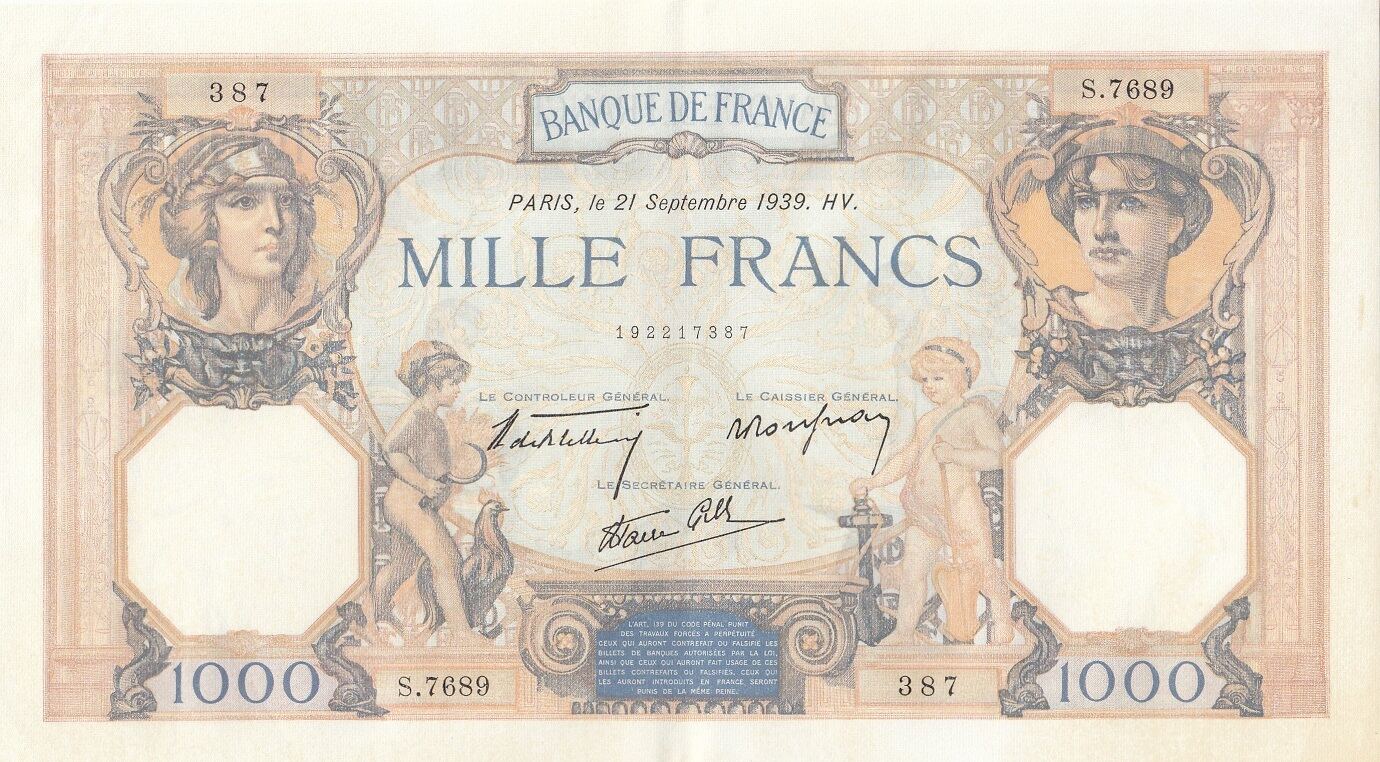 387
S.7689
BANQUE DE FRANCE
PARIS, le 21 Septembre 1939. HV.
MILLE FRANCS
192217387
LE CONTROLEUR GÉNÉRAL.
LE CAISSIER GÉNÉRAL.
LE SECRÉTAIRE GÉNÉRAL.
L'ART. 139 DU CODE PÉNAL PUNIT
DES TRAVAUX FORCÉS A PERPÉTUITÉ
CEUX QUI AURONT CONTREFAIT OU FALSIFIÉ LES
BILLETS DE BANQUES AUTORISÉES PAR LA LOI,
AINSI QUE CEUX QUI AURONT FAIT USAGE DE CES
BILLETS CONTREFAITS OU FALSIFIÉS, CEUX QUI
LES AURONT INTRODUITS EN FRANCE SERONT
PUNIS DE LA MÊME PEINE.
1000
S.7689
387
1000